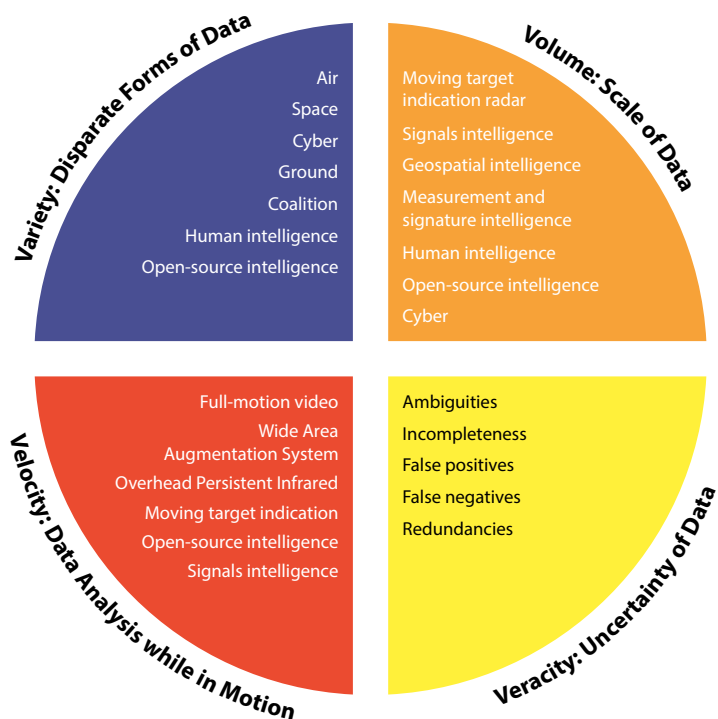 Variety: Disparate Forms of Data
Air
Space
Cyber
Ground
Coalition
Human intelligence
Open-source intelligence
Volume: Scale of Data
Moving target
indication radar
Signals intelligence
Geospatial intelligence
Measurement and
signature intelligence
Human intelligence
Open-source intelligence
Cyber
Velocity: Data Analysis while in Motion
Full-motion video
Wide Area
Augmentation System
Overhead Persistent Infrared
Moving target indication
Open-source intelligence
Signals intelligence
Veracity: Uncertainty of Data
Ambiguities
Incompleteness
False positives
False negatives
Redundancies